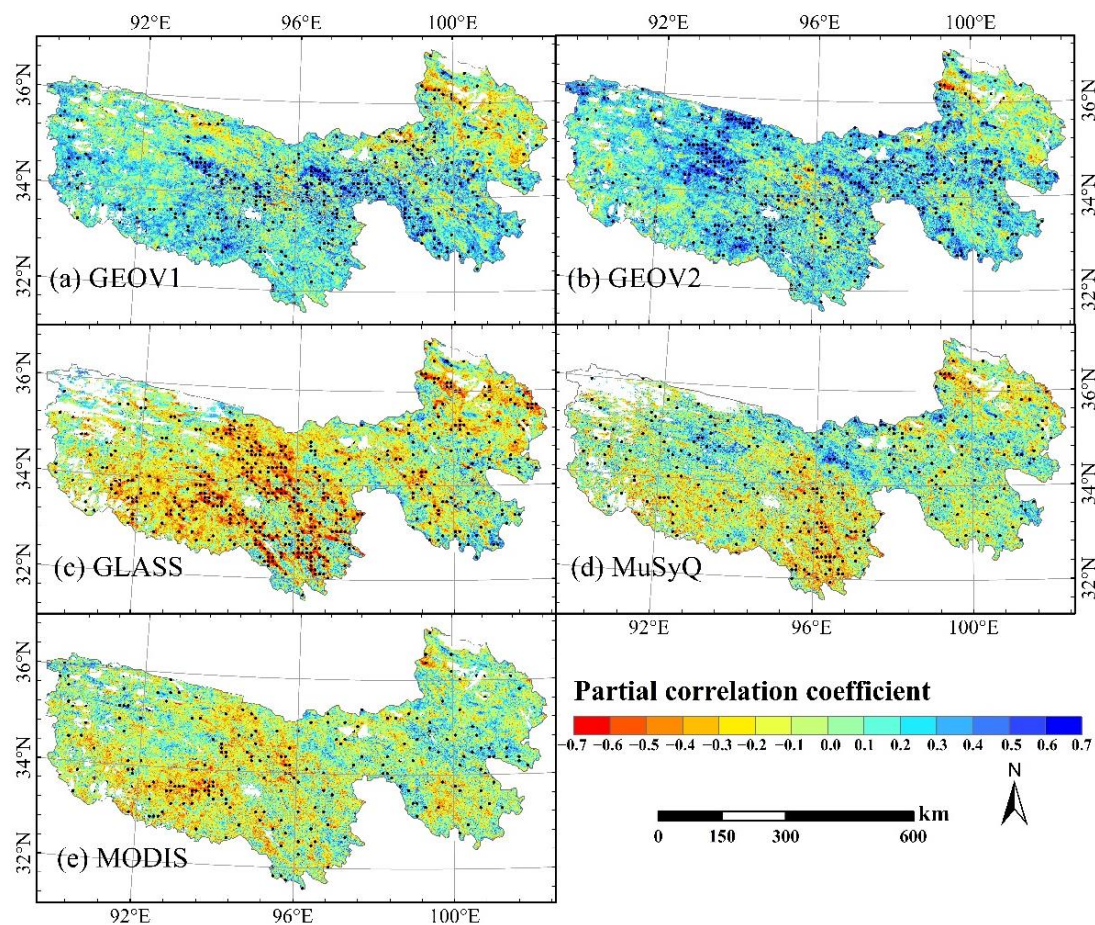 92°E 96°E 100°E 92°E 96°E 100°E
36°N 36°N
34°N 34°N
32°N 32°N
(a) GEOV1 (b) GEOV2
36°N 36°N
34°N 34°N
32°N 32°N
(c) GLASS (d) MuSyQ
92°E 96°E 100°E
36°N
34°N
32°N
(e) MODIS
92°E 96°E 100°E
Partial correlation coefficient
−0.7 −0.6 −0.5 −0.4 −0.3 −0.2 −0.1 0.0 0.1 0.2 0.3 0.4 0.5 0.6 0.7
N
km
0 150 300 600